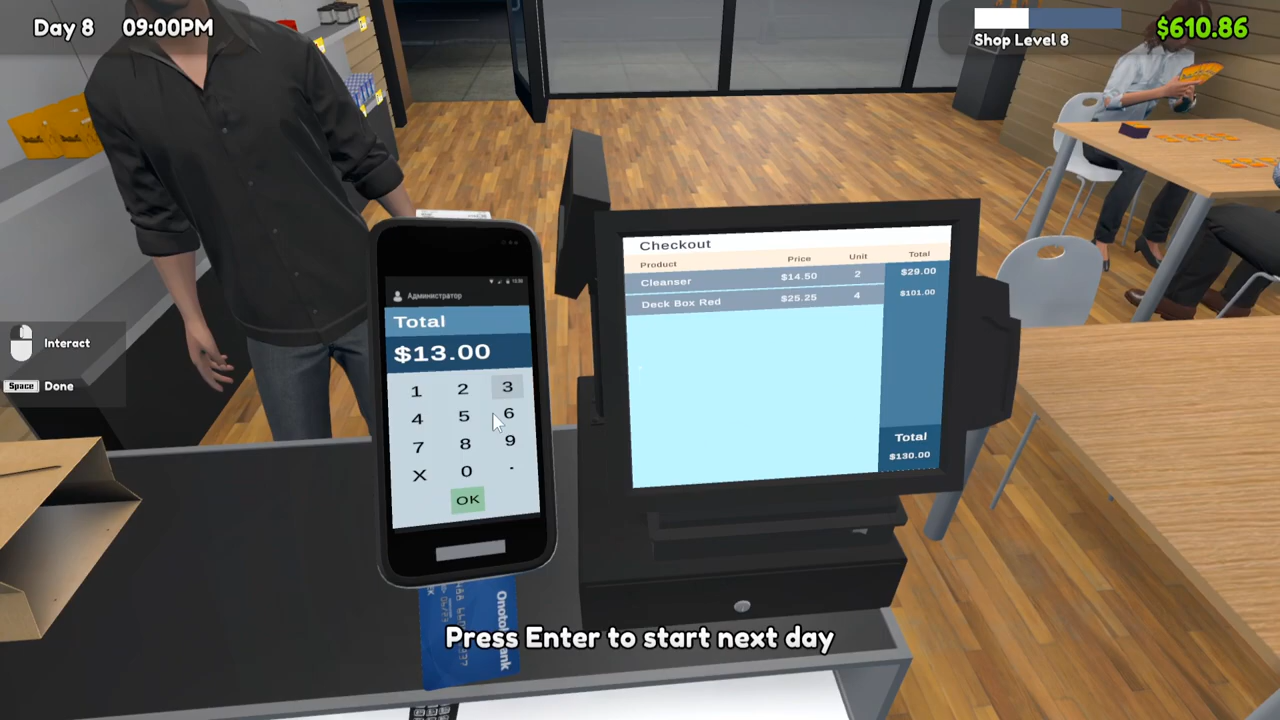 Day 8 09:00PM
Shop Level 8
$610.86
Interact
Space Done
Администратор
Total
$13.00
1 2 3
4 5 6
7 8 9
X 0 .
OK
Checkout
Product Price Unit Total
Cleanser $14.50 2 $29.00
Deck Box Red $25.25 4 $101.00
Total
$130.00
Press Enter to start next day